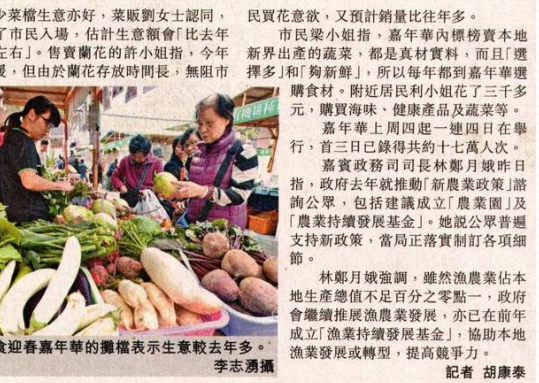 少菜檔生意亦好，菜販劉女士認同，
了市民入場，估計生意額會「比去年
左右」。售賣蘭花的許小姐指，今年
暖，但由於蘭花存放時間長，無阻市
食迎春嘉年華的攤檔表示生意較去年多。
李志湧攝
民買花意欲，又預計銷量比往年多。
市民梁小姐指，嘉年華內標榜賣本地
新界出產的蔬菜，都是真材實料，而且「選
擇多」和「夠新鮮」，所以每年都到嘉年華選
購食材。附近居民利小姐花了三千多
元，購買海味、健康產品及蔬菜等。
嘉年華上周四起一連四日在舉
行，首三日已錄得共約十七萬人次。
嘉賓政務司司長林鄭月娥昨日
指，政府去年就推動「新農業政策」諮
詢公眾，包括建議成立「農業園」及
「農業持續發展基金」。她說公眾普遍
支持新政策，當局正落實制訂各項細
節。
林鄭月娥強調，雖然漁農業佔本
地生產總值不足百分之零點一，政府
會繼續推展漁農業發展，亦已在前年
成立「漁業持續發展基金」，協助本地
漁業發展或轉型，提高競爭力。
記者 胡康泰